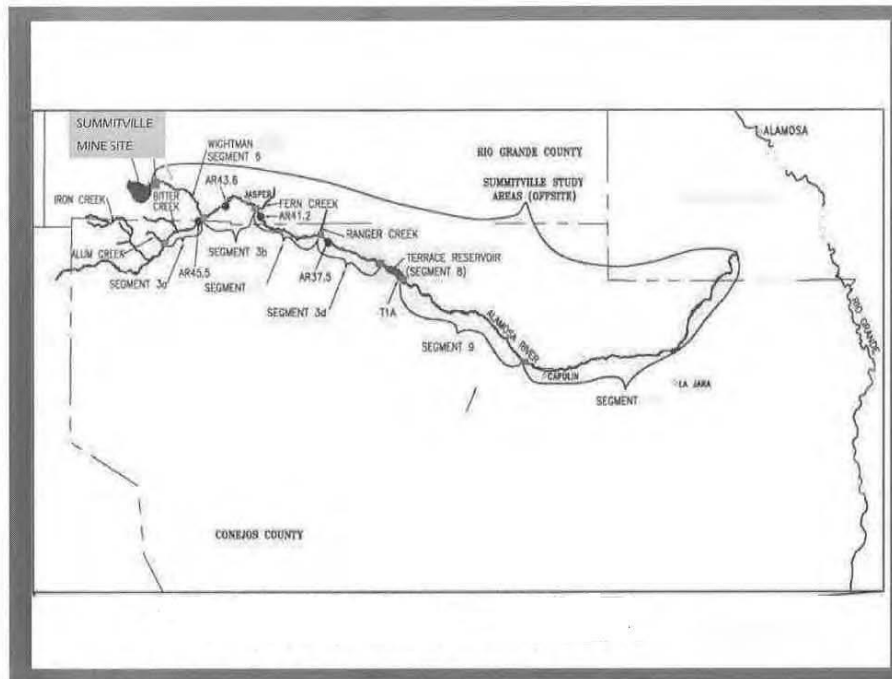 SUMMITVILLE
MINE SITE
WIGHTMAN
SEGMENT 6
ALAMOSA
RIO GRANDE COUNTY
SUMMITVILLE STUDY
AREAS (OFFSITE)
AR43.6
JASPER
BITTER
CREEK
IRON CREEK
FERN CREEK
AR41.2
RANGER CREEK
ALUM CREEK
SEGMENT 3b
TERRACE RESERVOIR
(SEGMENT 8)
AR45.5
AR37.5
SEGMENT 3a
SEGMENT
SEGMENT 3d
T1A
ALAMOSA RIVER
RIO GRANDE
SEGMENT 9
CAPULIN
LA JARA
SEGMENT
CONEJOS COUNTY